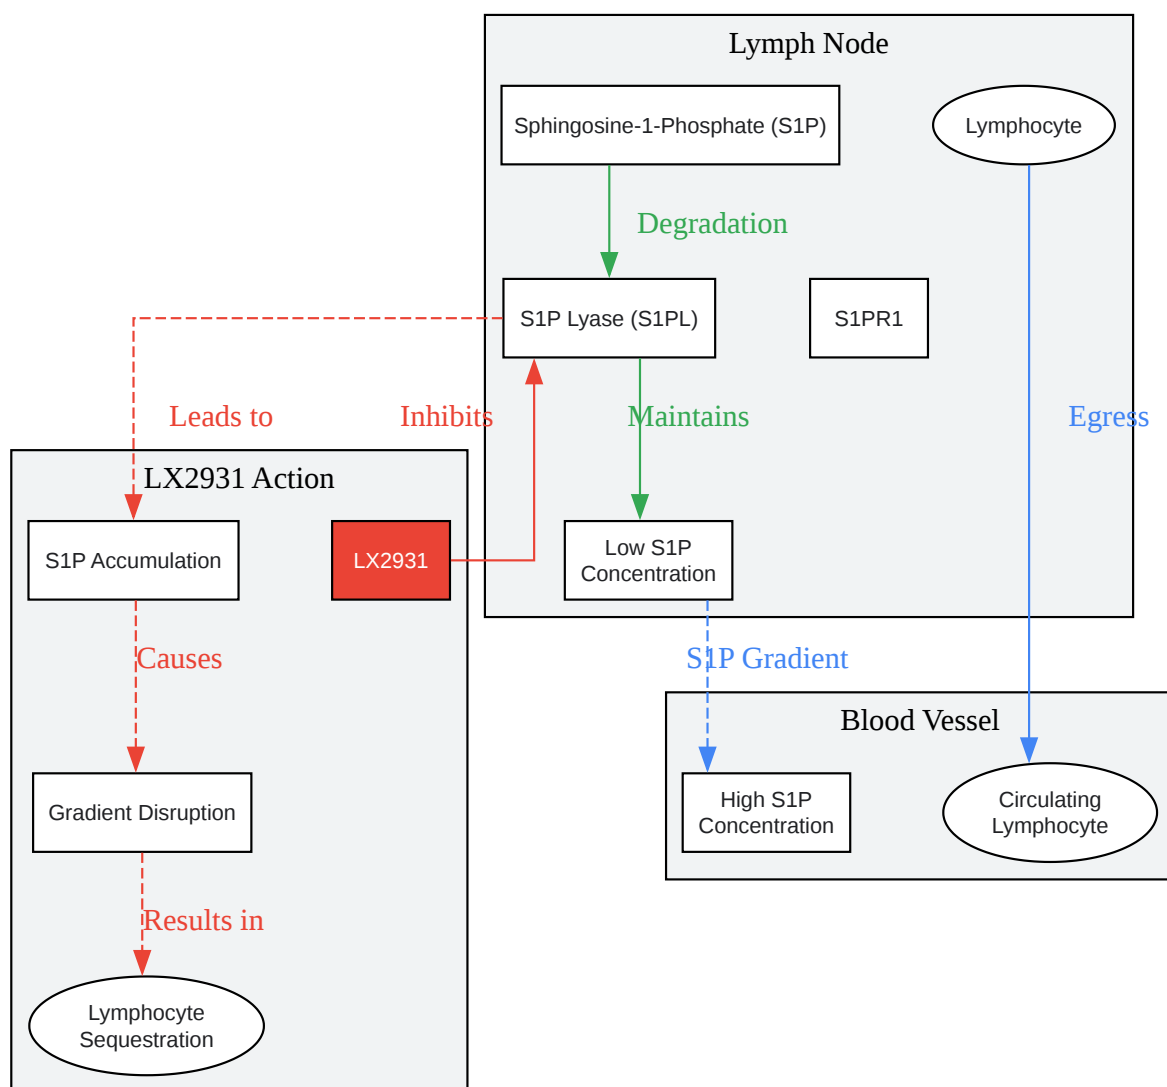 Lymph Node
Sphingosine-1-Phosphate (S1P)
Lymphocyte
Degradation
S1P Lyase (S1PL)
S1PR1
Leads to
Inhibits
Maintains
Egress
LX2931 Action
S1P Accumulation
LX2931
Low S1P
Concentration
Causes
S1P Gradient
Blood Vessel
Gradient Disruption
High S1P
Concentration
Circulating
Lymphocyte
Results in
Lymphocyte
Sequestration